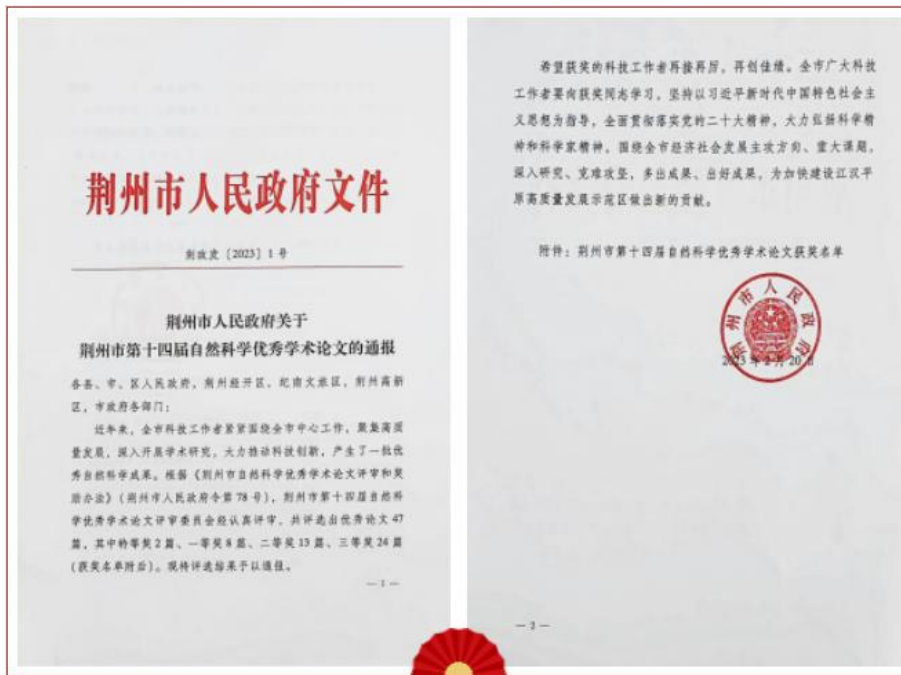 荆州市人民政府文件
荆政发〔2023〕1号
荆州市人民政府关于
荆州市第十四届自然科学优秀学术论文的通报
各县、市、区人民政府，荆州经开区，纪南文旅区，荆州高新
区，市政府各部门：
近年来，全市科技工作者紧紧围绕全市中心工作，聚集高质
量发展，深入开展学术研究，大力推动科技创新，产生了一批优
秀自然科学成果。根据《荆州市自然科学优秀学术论文评审和奖
励办法》（荆州市人民政府令第78号），荆州市第十四届自然科
学优秀学术论文评审委员会经认真评审，共评选出优秀论文47
篇，其中特等奖2篇、一等奖8篇、二等奖13篇、三等奖24篇
（获奖名单附后）。现将评选结果予以通报。
—1—
希望获奖的科技工作者再接再厉，再创佳绩。全市广大科技
工作者要向获奖同志学习，坚持以习近平新时代中国特色社会主
义思想为指导，全面贯彻落实党的二十大精神，大力弘扬科学精
神和科学家精神，围绕全市经济社会发展主攻方向、重大课题，
深入研究、克难攻坚，多出成果、出好成果，为加快建设江汉平
原高质量发展示范区做出新的贡献。
附件：荆州市第十四届自然科学优秀学术论文获奖名单
荆州市人民政府
2023年 月20日
—2—